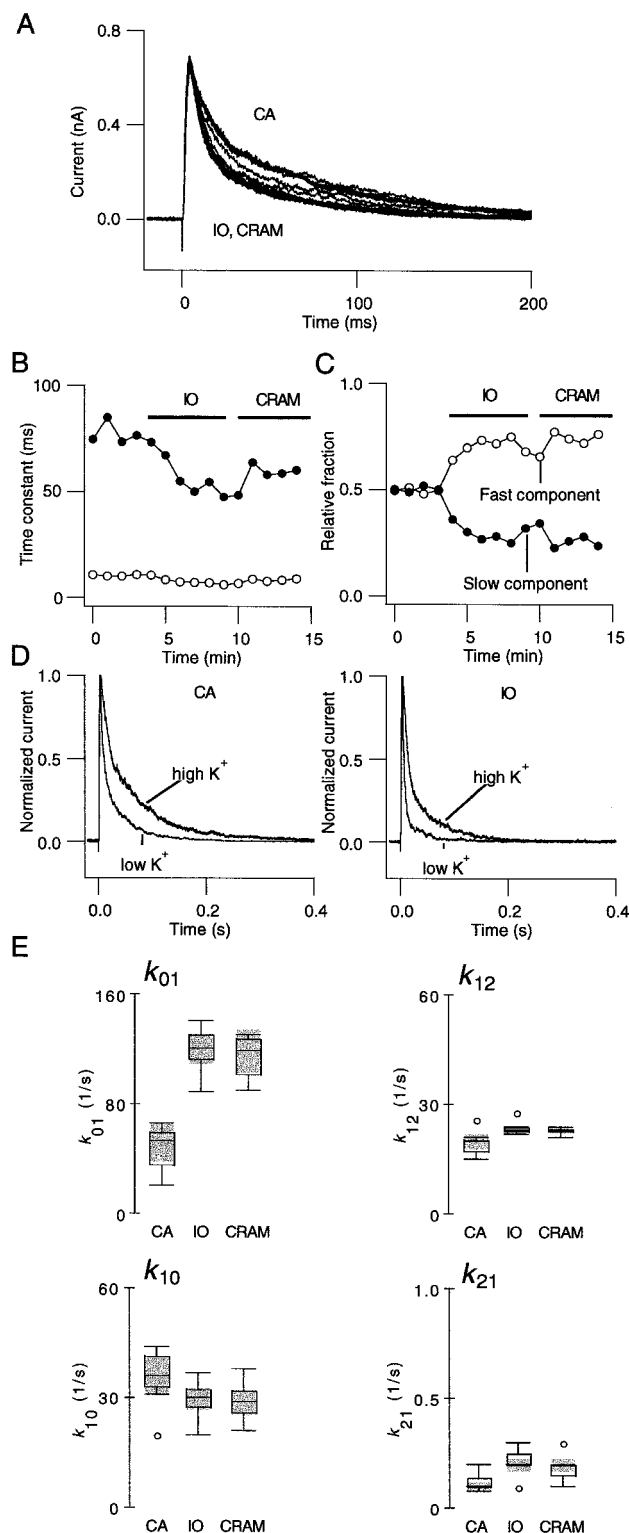 A
0.8
0.4
0.0
Current (nA)
CA
IO, CRAM
0
100
200
Time (ms)
B
100
50
0
Time constant (ms)
IO
CRAM
0
5
10
15
Time (min)
C
1.0
0.5
0.0
Relative fraction
IO
CRAM
Fast component
Slow component
0
5
10
15
Time (min)
D
1.0
0.5
0.0
Normalized current
CA
high K+
low K+
0.0
0.2
0.4
Time (s)
1.0
0.5
0.0
Normalized current
IO
high K+
low K+
0.0
0.2
0.4
Time (s)
E
k01
160
80
0
k01 (1/s)
CA IO CRAM
k12
60
30
0
k12 (1/s)
CA IO CRAM
k10
60
30
0
k10 (1/s)
CA IO CRAM
k21
1.0
0.5
0
k21 (1/s)
CA IO CRAM